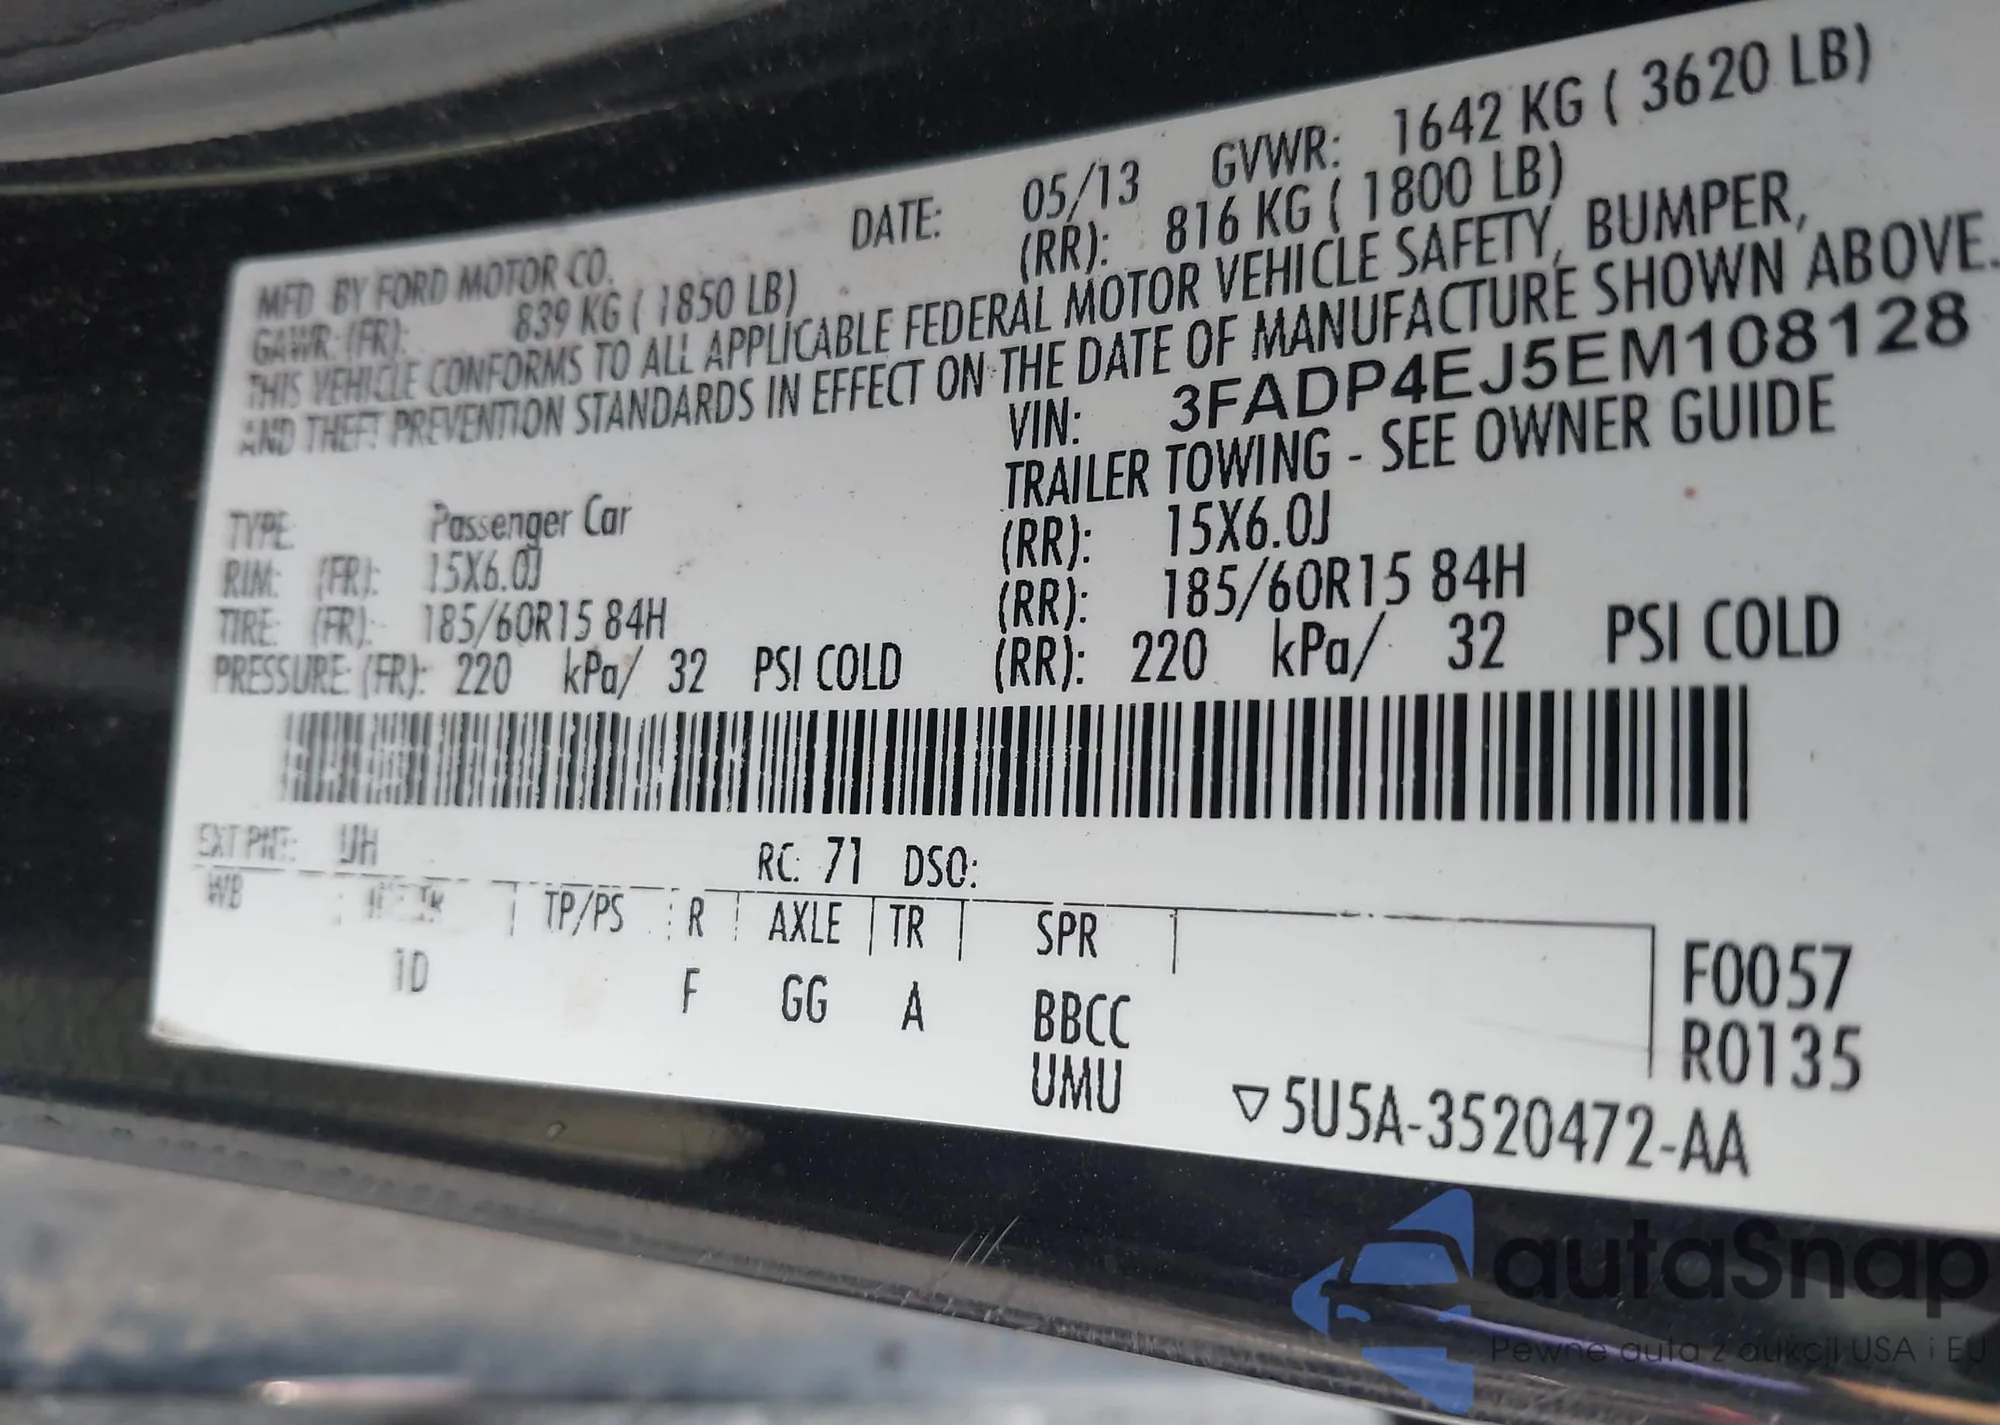 MFD. BY FORD MOTOR CO. DATE: 05/13 GVWR: 1642 KG ( 3620 LB)
GAWR: (FR): 839 KG ( 1850 LB) (RR): 816 KG ( 1800 LB)
THIS VEHICLE CONFORMS TO ALL APPLICABLE FEDERAL MOTOR VEHICLE SAFETY, BUMPER,
AND THEFT PREVENTION STANDARDS IN EFFECT ON THE DATE OF MANUFACTURE SHOWN ABOVE.
VIN: 3FADP4EJ5EM108128
TRAILER TOWING - SEE OWNER GUIDE
TYPE: Passenger Car
RIM: (FR): 15X6.0J (RR): 15X6.0J
TIRE: (FR): 185/60R15 84H (RR): 185/60R15 84H
PRESSURE: (FR): 220 kPa/ 32 PSI COLD (RR): 220 kPa/ 32 PSI COLD
EXT PNT: UH RC: 71 DSO:
WB TP/PS R AXLE TR SPR
1D F GG A BBCC
UMU
F0057
R0135
▽5U5A-3520472-AA
autaSnap
Pewne auta z aukcji USA i EU